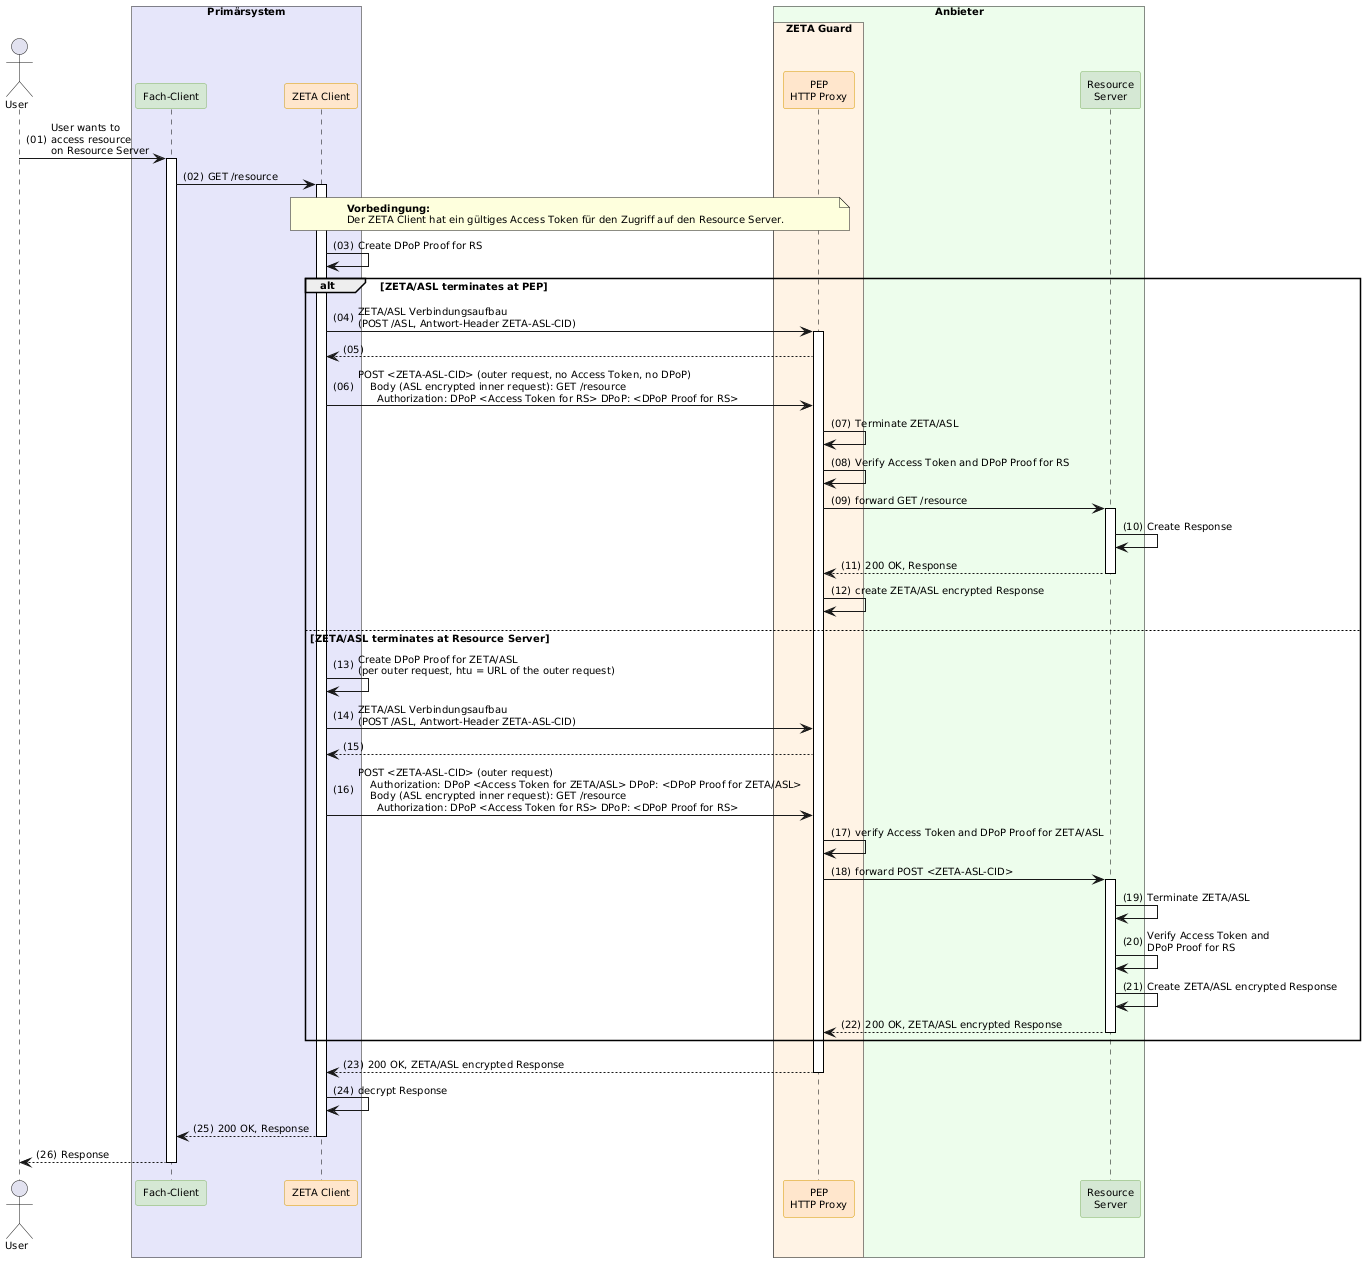 Primärsystem
Anbieter
ZETA Guard
User
Fach-Client
ZETA Client
PEP
HTTP Proxy
Resource
Server
(01) User wants to
access resource
on Resource Server
(02) GET /resource
Vorbedingung:
Der ZETA Client hat ein gültiges Access Token für den Zugriff auf den Resource Server.
(03) Create DPoP Proof for RS
alt [ZETA/ASL terminates at PEP]
(04) ZETA/ASL Verbindungsaufbau
(POST /ASL, Antwort-Header ZETA-ASL-CID)
(05)
(06) POST <ZETA-ASL-CID> (outer request, no Access Token, no DPoP)
Body (ASL encrypted inner request): GET /resource
Authorization: DPoP <Access Token for RS> DPoP: <DPoP Proof for RS>
(07) Terminate ZETA/ASL
(08) Verify Access Token and DPoP Proof for RS
(09) forward GET /resource
(10) Create Response
(11) 200 OK, Response
(12) create ZETA/ASL encrypted Response
[ZETA/ASL terminates at Resource Server]
(13) Create DPoP Proof for ZETA/ASL
(per outer request, htu = URL of the outer request)
(14) ZETA/ASL Verbindungsaufbau
(POST /ASL, Antwort-Header ZETA-ASL-CID)
(15)
(16) POST <ZETA-ASL-CID> (outer request)
Authorization: DPoP <Access Token for ZETA/ASL> DPoP: <DPoP Proof for ZETA/ASL>
Body (ASL encrypted inner request): GET /resource
Authorization: DPoP <Access Token for RS> DPoP: <DPoP Proof for RS>
(17) verify Access Token and DPoP Proof for ZETA/ASL
(18) forward POST <ZETA-ASL-CID>
(19) Terminate ZETA/ASL
(20) Verify Access Token and
DPoP Proof for RS
(21) Create ZETA/ASL encrypted Response
(22) 200 OK, ZETA/ASL encrypted Response
(23) 200 OK, ZETA/ASL encrypted Response
(24) decrypt Response
(25) 200 OK, Response
(26) Response
User
Fach-Client
ZETA Client
PEP
HTTP Proxy
Resource
Server